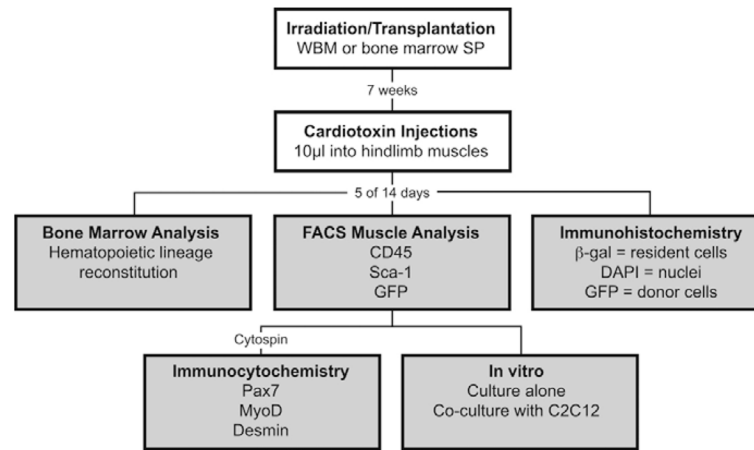 Irradiation/Transplantation
WBM or bone marrow SP
7 weeks
Cardiotoxin Injections
10µl into hindlimb muscles
5 of 14 days
Bone Marrow Analysis
Hematopoietic lineage
reconstitution
FACS Muscle Analysis
CD45
Sca-1
GFP
Immunohistochemistry
β-gal = resident cells
DAPI = nuclei
GFP = donor cells
Cytospin
Immunocytochemistry
Pax7
MyoD
Desmin
In vitro
Culture alone
Co-culture with C2C12